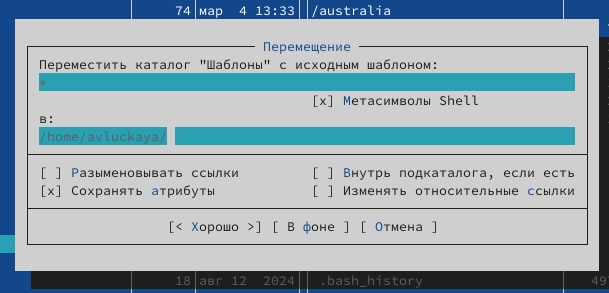 74 мар  4 13:33 /australia
Перемещение
Переместить каталог "Шаблоны" с исходным шаблоном:
*
[x] Метасимволы Shell
в:
/home/avluckaya/
[ ] Разыменовывать ссылки [ ] Внутрь подкаталога, если есть
[x] Сохранять атрибуты [ ] Изменять относительные ссылки
[< Хорошо >] [ В фоне ] [ Отмена ]
18 авг 12  2024 .bash_history 49